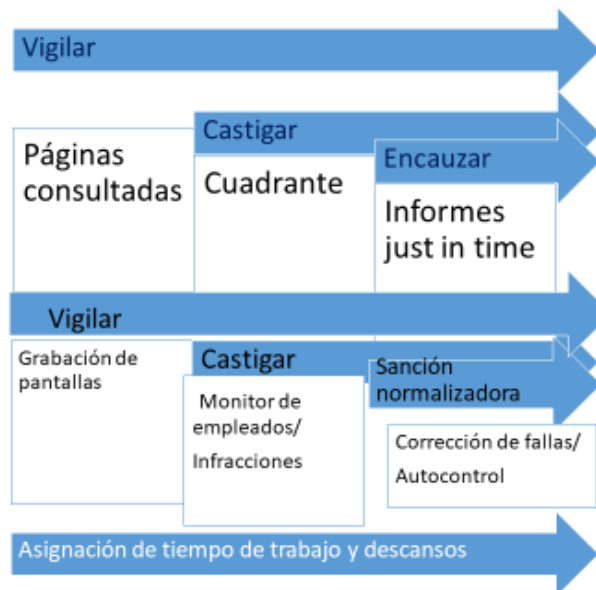 Vigilar
Castigar
Páginas
consultadas
Cuadrante
Encauzar
Informes
just in time
Vigilar
Grabación de
pantallas
Castigar
Monitor de
empleados/
Infracciones
Sanción
normalizadora
Corrección de fallas/
Autocontrol
Asignación de tiempo de trabajo y descansos